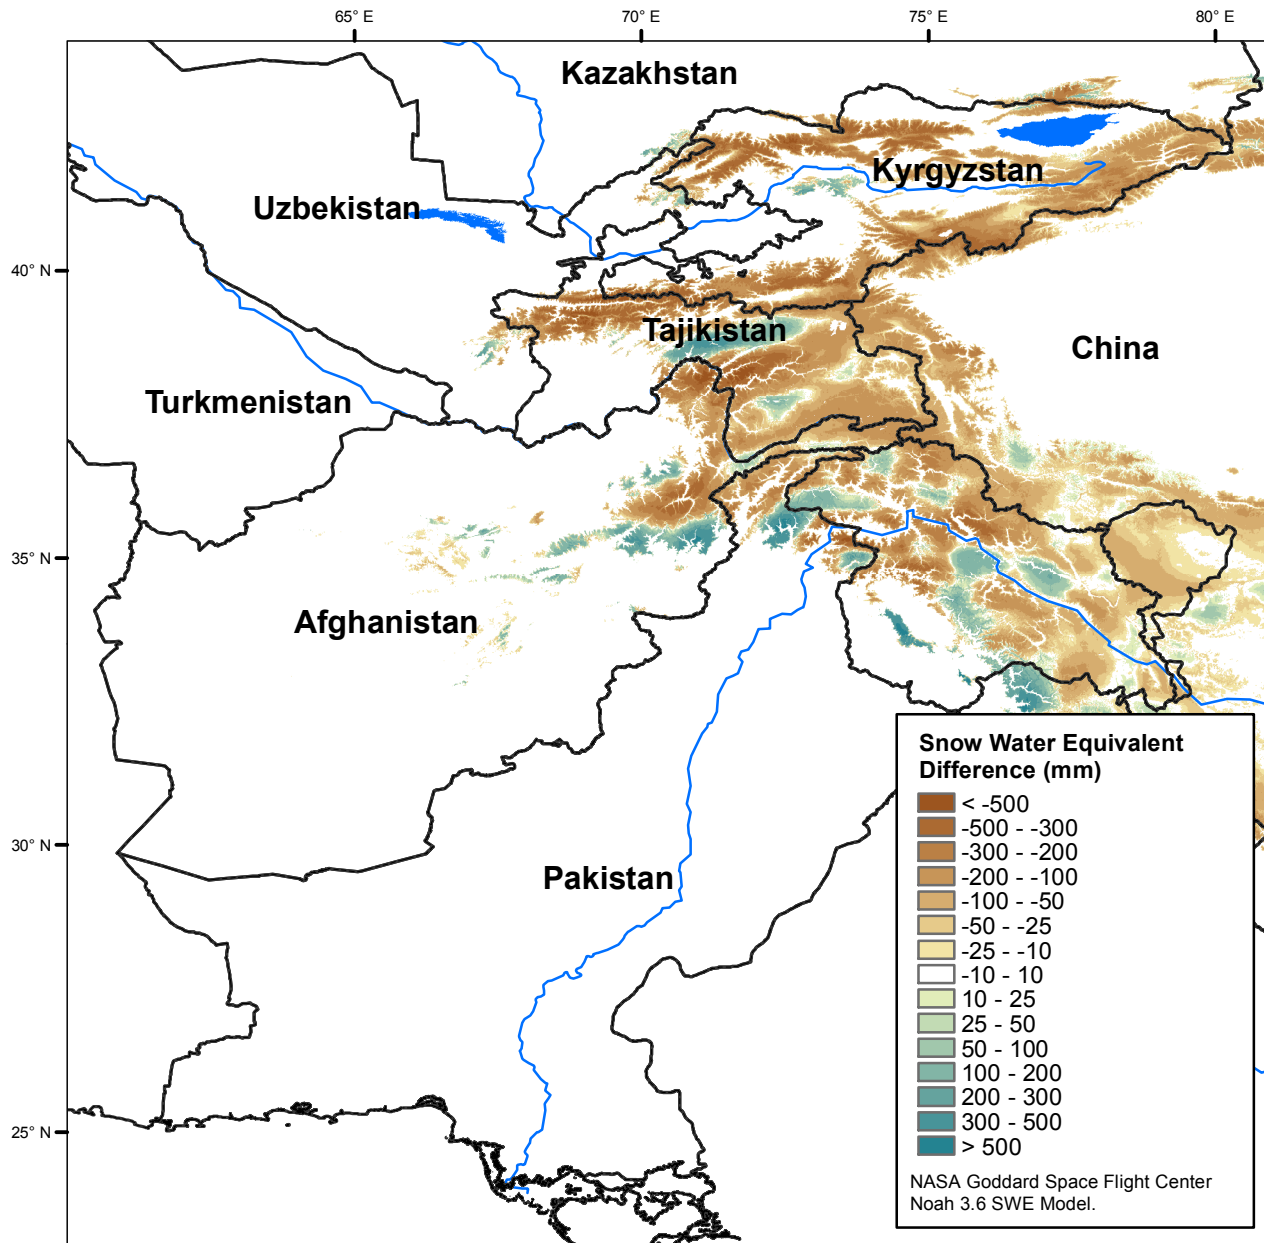 65° E
70° E
75° E
80° E
Kazakhstan
Kyrgyzstan
Uzbekistan
40° N
Tajikistan
China
Turkmenistan
35° N
Afghanistan
30° N
Pakistan
25° N
Snow Water Equivalent
Difference (mm)
< -500
-500 - -300
-300 - -200
-200 - -100
-100 - -50
-50 - -25
-25 - -10
-10 - 10
10 - 25
25 - 50
50 - 100
100 - 200
200 - 300
300 - 500
> 500
NASA Goddard Space Flight Center
Noah 3.6 SWE Model.